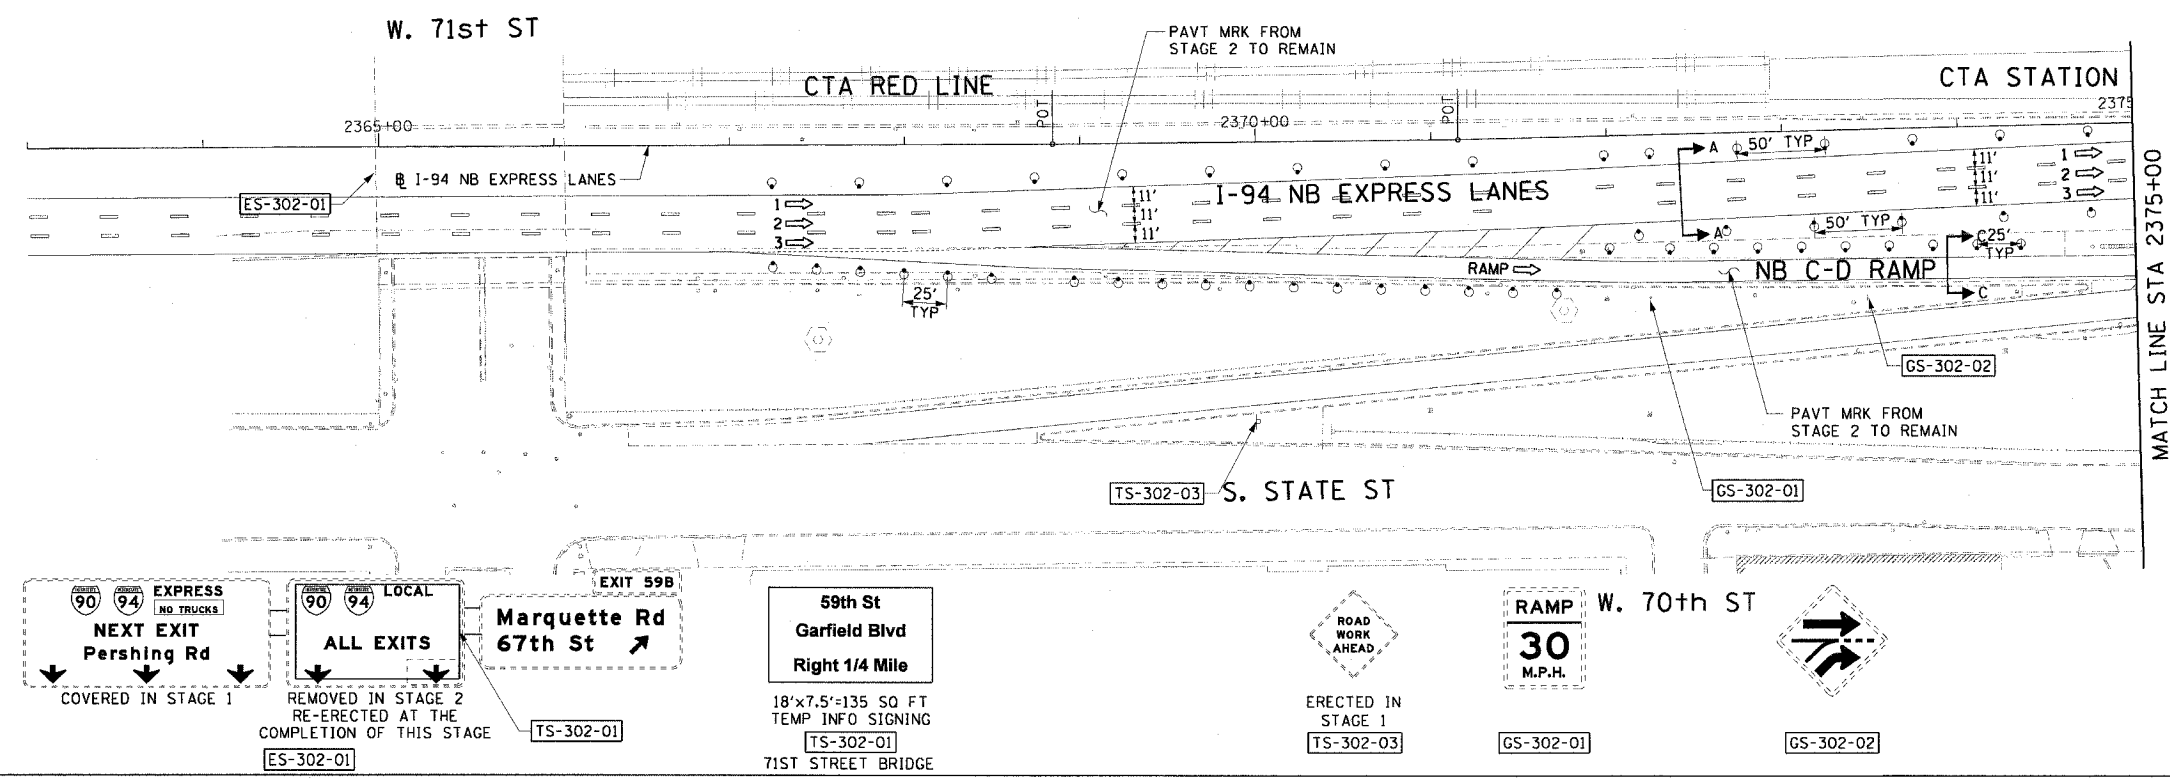 W. 71st ST
PAVT MRK FROM
STAGE 2 TO REMAIN
CTA RED LINE
CTA STATION
2365+00
POT
2370+00
POT
2375
℄ I-94 NB EXPRESS LANES
ES-302-01
I-94 NB EXPRESS LANES
A
50' TYP
11'
11'
11'
1
2
3
11'
11'
11'
1
2
3
A
50' TYP
C
25'
TYP
RAMP
NB C-D RAMP
C
25'
TYP
GS-302-02
PAVT MRK FROM
STAGE 2 TO REMAIN
TS-302-03
S. STATE ST
GS-302-01
MATCH LINE STA 2375+00
90 94 EXPRESS
NO TRUCKS
NEXT EXIT
Pershing Rd
COVERED IN STAGE 1
90 94 LOCAL
ALL EXITS
REMOVED IN STAGE 2
RE-ERECTED AT THE
COMPLETION OF THIS STAGE
ES-302-01
EXIT 59B
Marquette Rd
67th St
TS-302-01
59th St
Garfield Blvd
Right 1/4 Mile
18'x7.5'=135 SQ FT
TEMP INFO SIGNING
TS-302-01
71ST STREET BRIDGE
ROAD
WORK
AHEAD
ERECTED IN
STAGE 1
TS-302-03
RAMP
30
M.P.H.
GS-302-01
W. 70th ST
GS-302-02